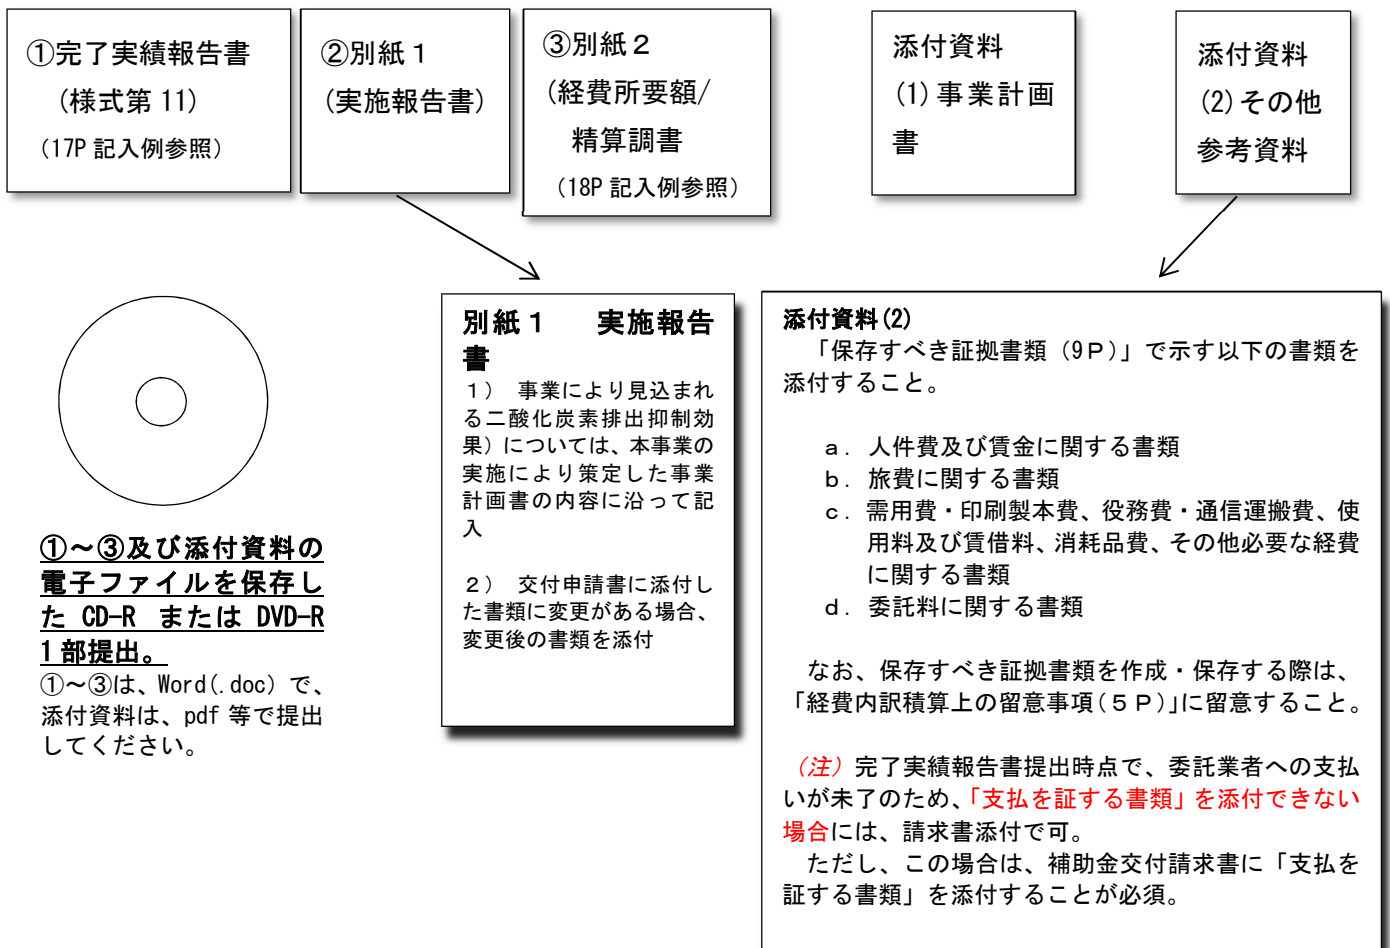 ①完了実績報告書
(様式第 11)
(17P 記入例参照)
②別紙１
(実施報告書)
③別紙２
(経費所要額/
精算調書
(18P 記入例参照)
添付資料
(1)事業計画
書
添付資料
(2)その他
参考資料
①～③及び添付資料の
電子ファイルを保存し
た CD-R または DVD-R
1 部提出。
①～③は、Word(.doc) で、
添付資料は、pdf 等で提出
してください。
別紙１　実施報告
書
１）　事業により見込まれ
る二酸化炭素排出抑制効
果）については、本事業の
実施により策定した事業
計画書の内容に沿って記
入
２）　交付申請書に添付し
た書類に変更がある場合、
変更後の書類を添付
添付資料(2)
「保存すべき証拠書類（9Ｐ）」で示す以下の書類を
添付すること。
ａ．人件費及び賃金に関する書類
ｂ．旅費に関する書類
ｃ．需用費・印刷製本費、役務費・通信運搬費、使
用料及び賃借料、消耗品費、その他必要な経費
に関する書類
ｄ．委託料に関する書類
なお、保存すべき証拠書類を作成・保存する際は、
「経費内訳積算上の留意事項(５Ｐ)」に留意すること。
（注）完了実績報告書提出時点で、委託業者への支払
いが未了のため、「支払を証する書類」を添付できない
場合には、請求書添付で可。
ただし、この場合は、補助金交付請求書に「支払を
証する書類」を添付することが必須。